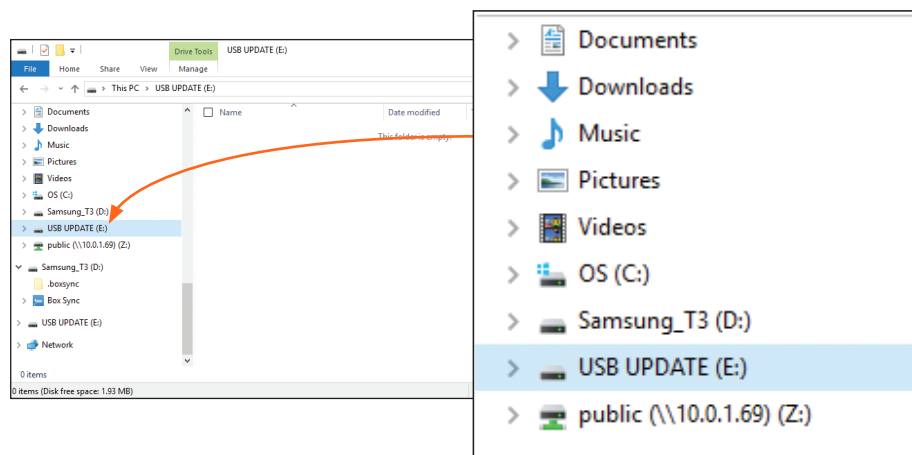 Drive Tools USB UPDATE (E:)
File Home Share View Manage
This PC > USB UPDATE (E:)
Name Date modified
This folder is empty.
Documents
Downloads
Music
Pictures
Videos
OS (C:)
Samsung_T3 (D:)
USB UPDATE (E:)
public (\\10.0.1.69) (Z:)
Samsung_T3 (D:)
.boxsync
Box Sync
USB UPDATE (E:)
Network
0 items
0 items (Disk free space: 1.93 MB)
Documents
Downloads
Music
Pictures
Videos
OS (C:)
Samsung_T3 (D:)
USB UPDATE (E:)
public (\\10.0.1.69) (Z:)